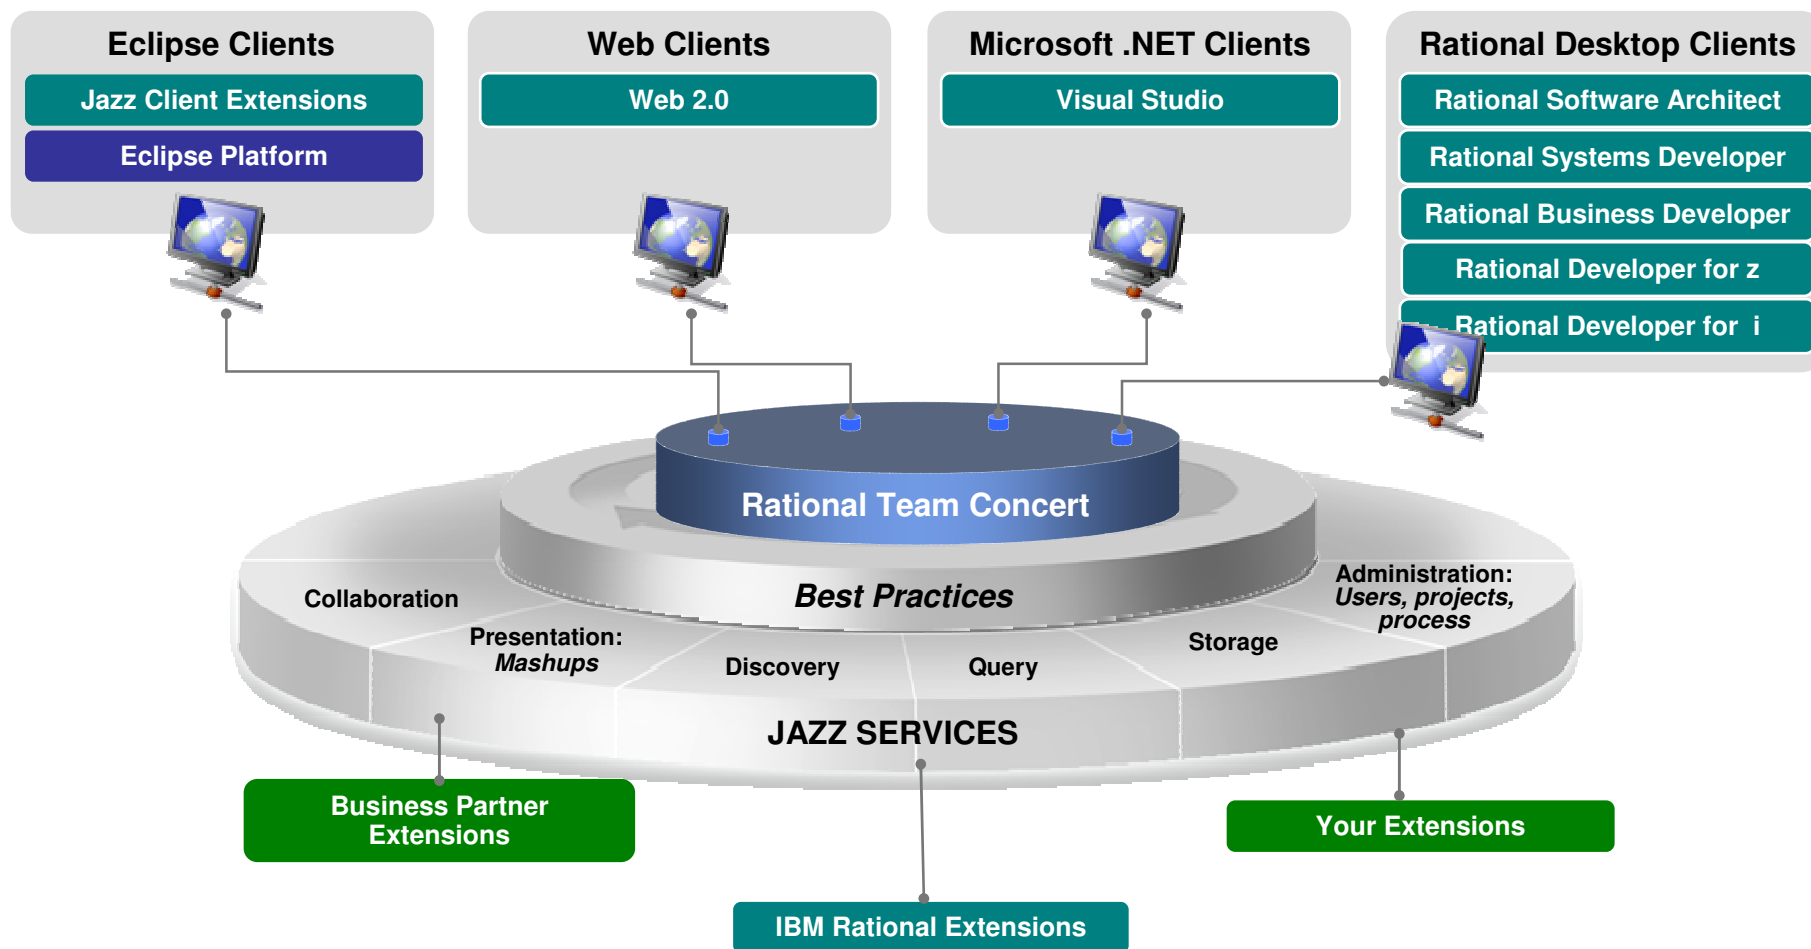 Eclipse Clients
Jazz Client Extensions
Eclipse Platform
Web Clients
Web 2.0
Microsoft .NET Clients
Visual Studio
Rational Desktop Clients
Rational Software Architect
Rational Systems Developer
Rational Business Developer
Rational Developer for z
Rational Developer for i
Rational Team Concert
Best Practices
Collaboration
Presentation:
Mashups
Discovery
Query
Storage
Administration:
Users, projects,
process
JAZZ SERVICES
Business Partner
Extensions
IBM Rational Extensions
Your Extensions